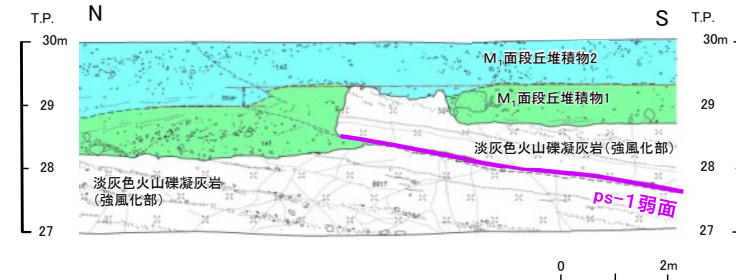 T.P.
N
S
T.P.
30m
30m
M₁面段丘堆積物2
29
M₁面段丘堆積物1
29
28
淡灰色火山礫凝灰岩(強風化部)
28
淡灰色火山礫凝灰岩
(強風化部)
ps-1弱面
27
27
0
2m